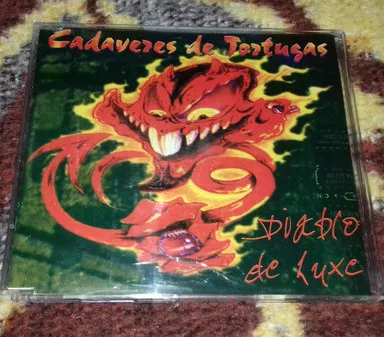 Cadaveres de Tortugas
Diablo
de Luxe